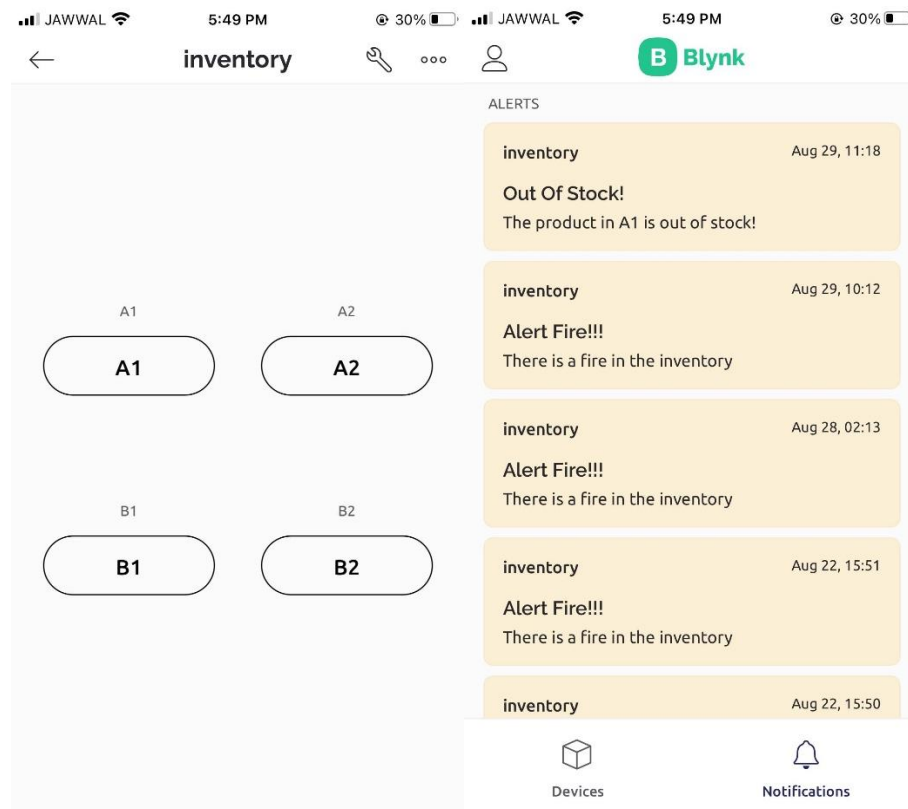 JAWWAL 5:49 PM 30%
inventory
A1 A2
A1 A2
B1 B2
B1 B2
JAWWAL 5:49 PM 30%
B Blynk
ALERTS
inventory Aug 29, 11:18
Out Of Stock!
The product in A1 is out of stock!
inventory Aug 29, 10:12
Alert Fire!!!
There is a fire in the inventory
inventory Aug 28, 02:13
Alert Fire!!!
There is a fire in the inventory
inventory Aug 22, 15:51
Alert Fire!!!
There is a fire in the inventory
inventory Aug 22, 15:50
Devices Notifications